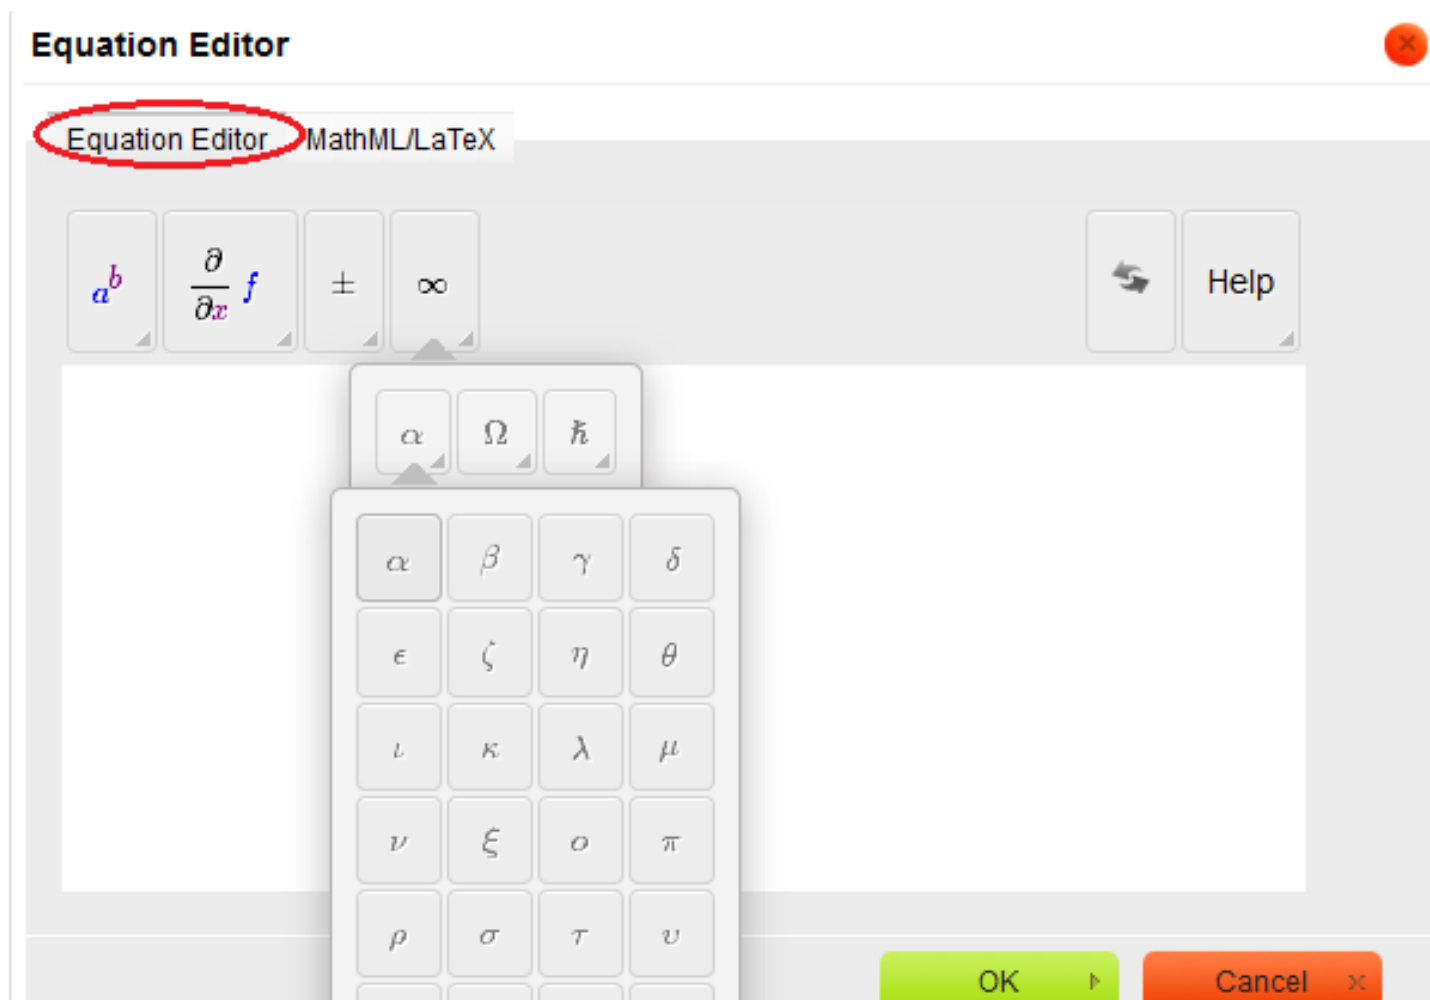 Equation Editor
Equation Editor MathML/LaTeX
a^b ∂/∂x f ± ∞ Help
α Ω ℏ
α β γ δ
ϵ ζ η θ
ι κ λ μ
ν ξ ο π
ρ σ τ υ
OK Cancel